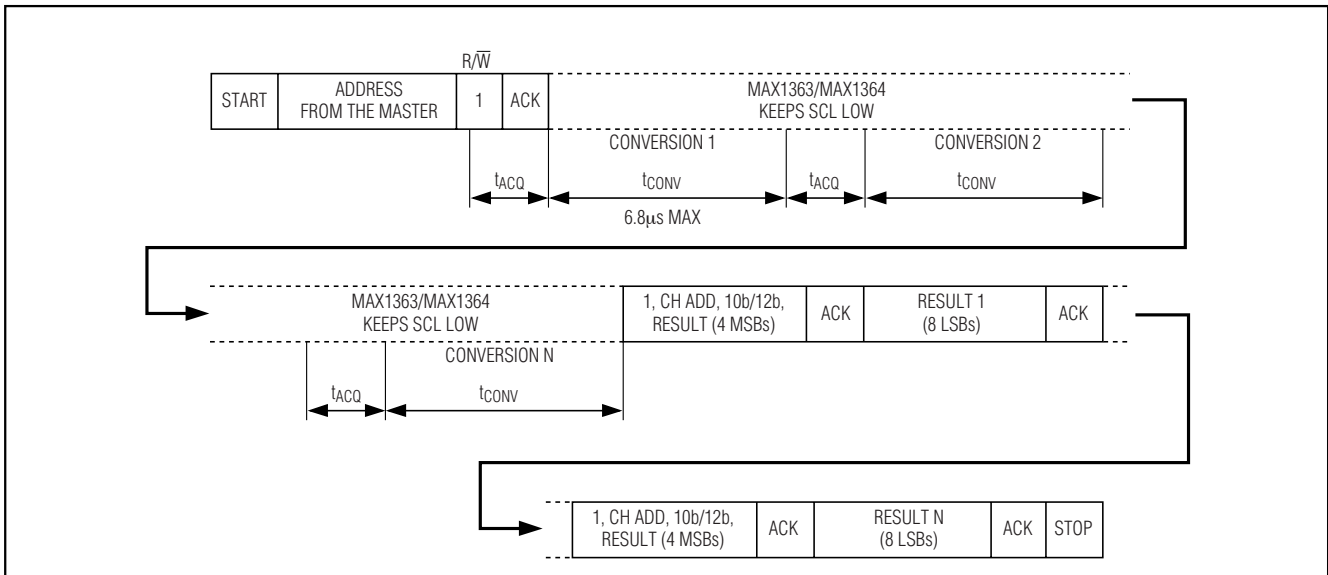 R/W̅
START
ADDRESS
FROM THE MASTER
1
ACK
MAX1363/MAX1364
KEEPS SCL LOW
CONVERSION 1
CONVERSION 2
tACQ
tCONV
tACQ
tCONV
6.8μs MAX
MAX1363/MAX1364
KEEPS SCL LOW
1, CH ADD, 10b/12b,
RESULT (4 MSBs)
ACK
RESULT 1
(8 LSBs)
ACK
CONVERSION N
tACQ
tCONV
1, CH ADD, 10b/12b,
RESULT (4 MSBs)
ACK
RESULT N
(8 LSBs)
ACK
STOP